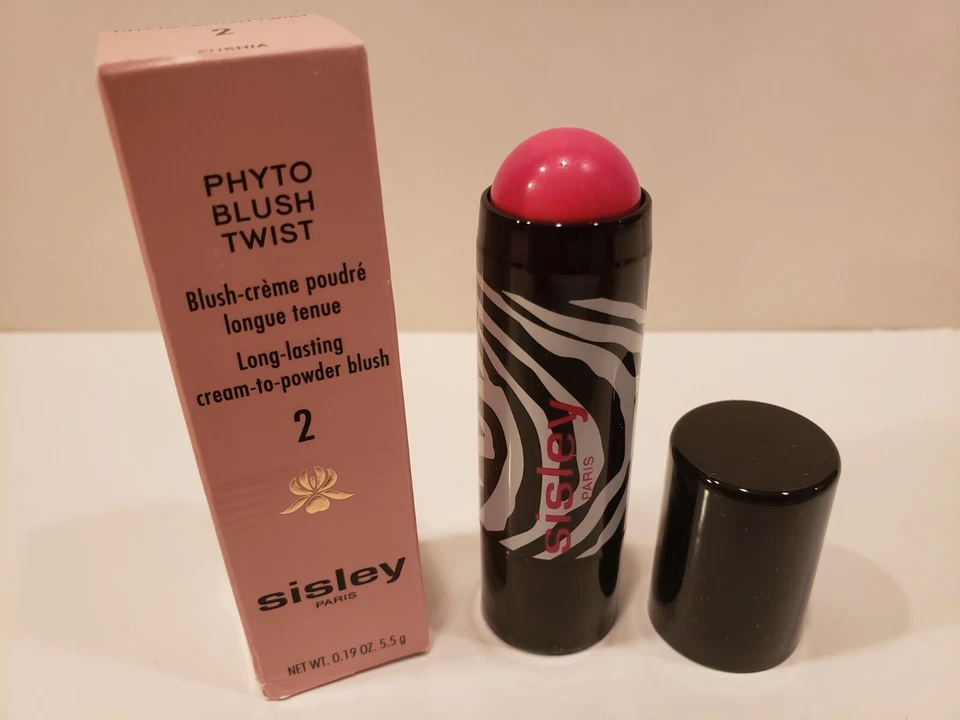 2
PHYTO
BLUSH
TWIST
Blush-crème poudré
longue tenue
Long-lasting
cream-to-powder blush
2
sisley
PARIS
NET WT. 0.19 OZ. 5.5 g
sisley
PARIS